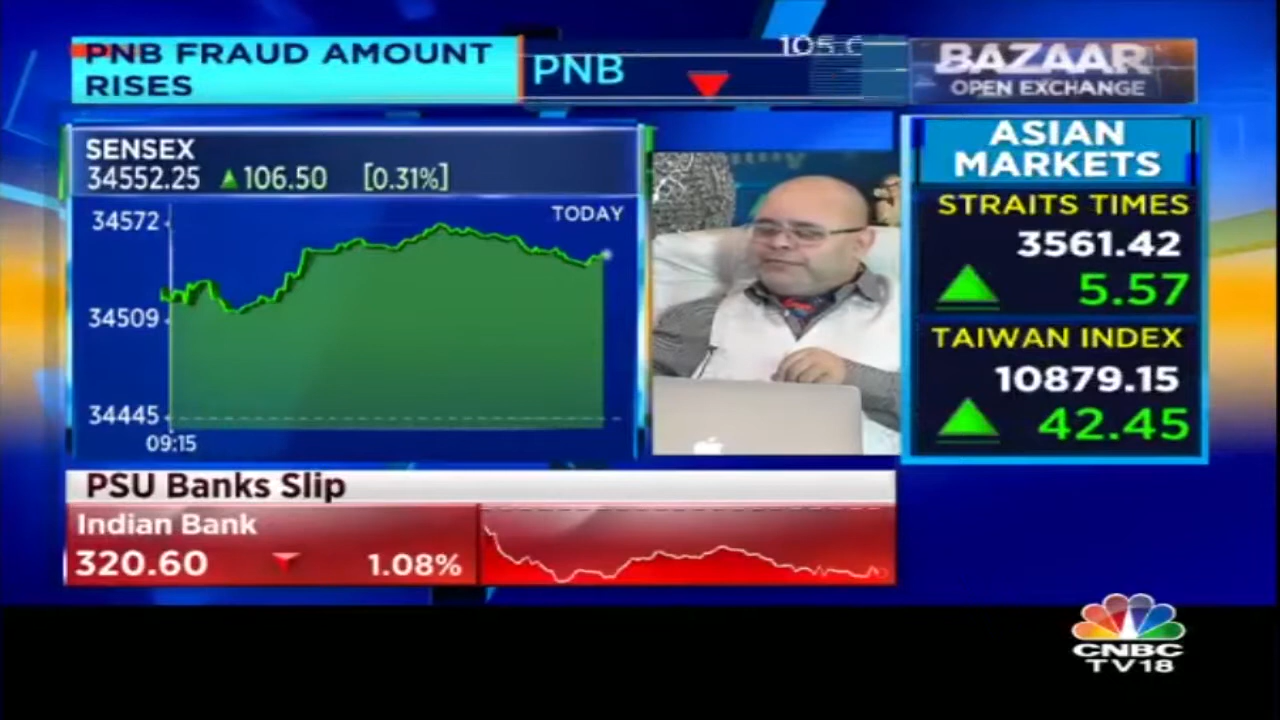 PNB FRAUD AMOUNT
RISES
PNB
BAZAAR
OPEN EXCHANGE
SENSEX
34552.25 ▲106.50 [0.31%]
TODAY
34572
34509
34445
09:15
ASIAN
MARKETS
STRAITS TIMES
3561.42
5.57
TAIWAN INDEX
10879.15
42.45
PSU Banks Slip
Indian Bank
320.60 ▼ 1.08%
CNBC
TV18